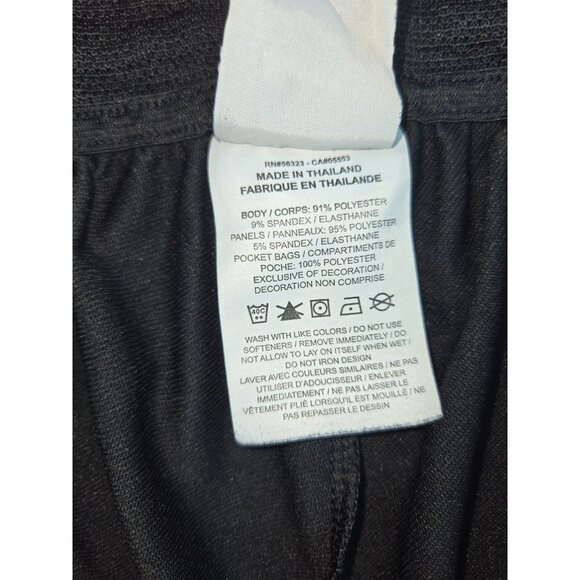 RN#56323 - CA#05553
MADE IN THAILAND
FABRIQUE EN THAILANDE
BODY / CORPS: 91% POLYESTER
9% SPANDEX / ELASTHANNE
PANELS / PANNEAUX: 95% POLYESTER
5% SPANDEX / ELASTHANNE
POCKET BAGS / COMPARTIMENTS DE
POCHE: 100% POLYESTER
EXCLUSIVE OF DECORATION /
DECORATION NON COMPRISE
40C
WASH WITH LIKE COLORS / DO NOT USE
SOFTENERS / REMOVE IMMEDIATELY / DO
NOT ALLOW TO LAY ON ITSELF WHEN WET /
DO NOT IRON DESIGN
LAVER AVEC COULEURS SIMILAIRES / NE PAS
UTILISER D'ADOUCISSEUR / ENLEVER
IMMEDIATEMENT / NE PAS LAISSER LE
VÊTEMENT PLIÉ LORSQU'IL EST MOUILLÉ / NE
PAS REPASSER LE DESSIN